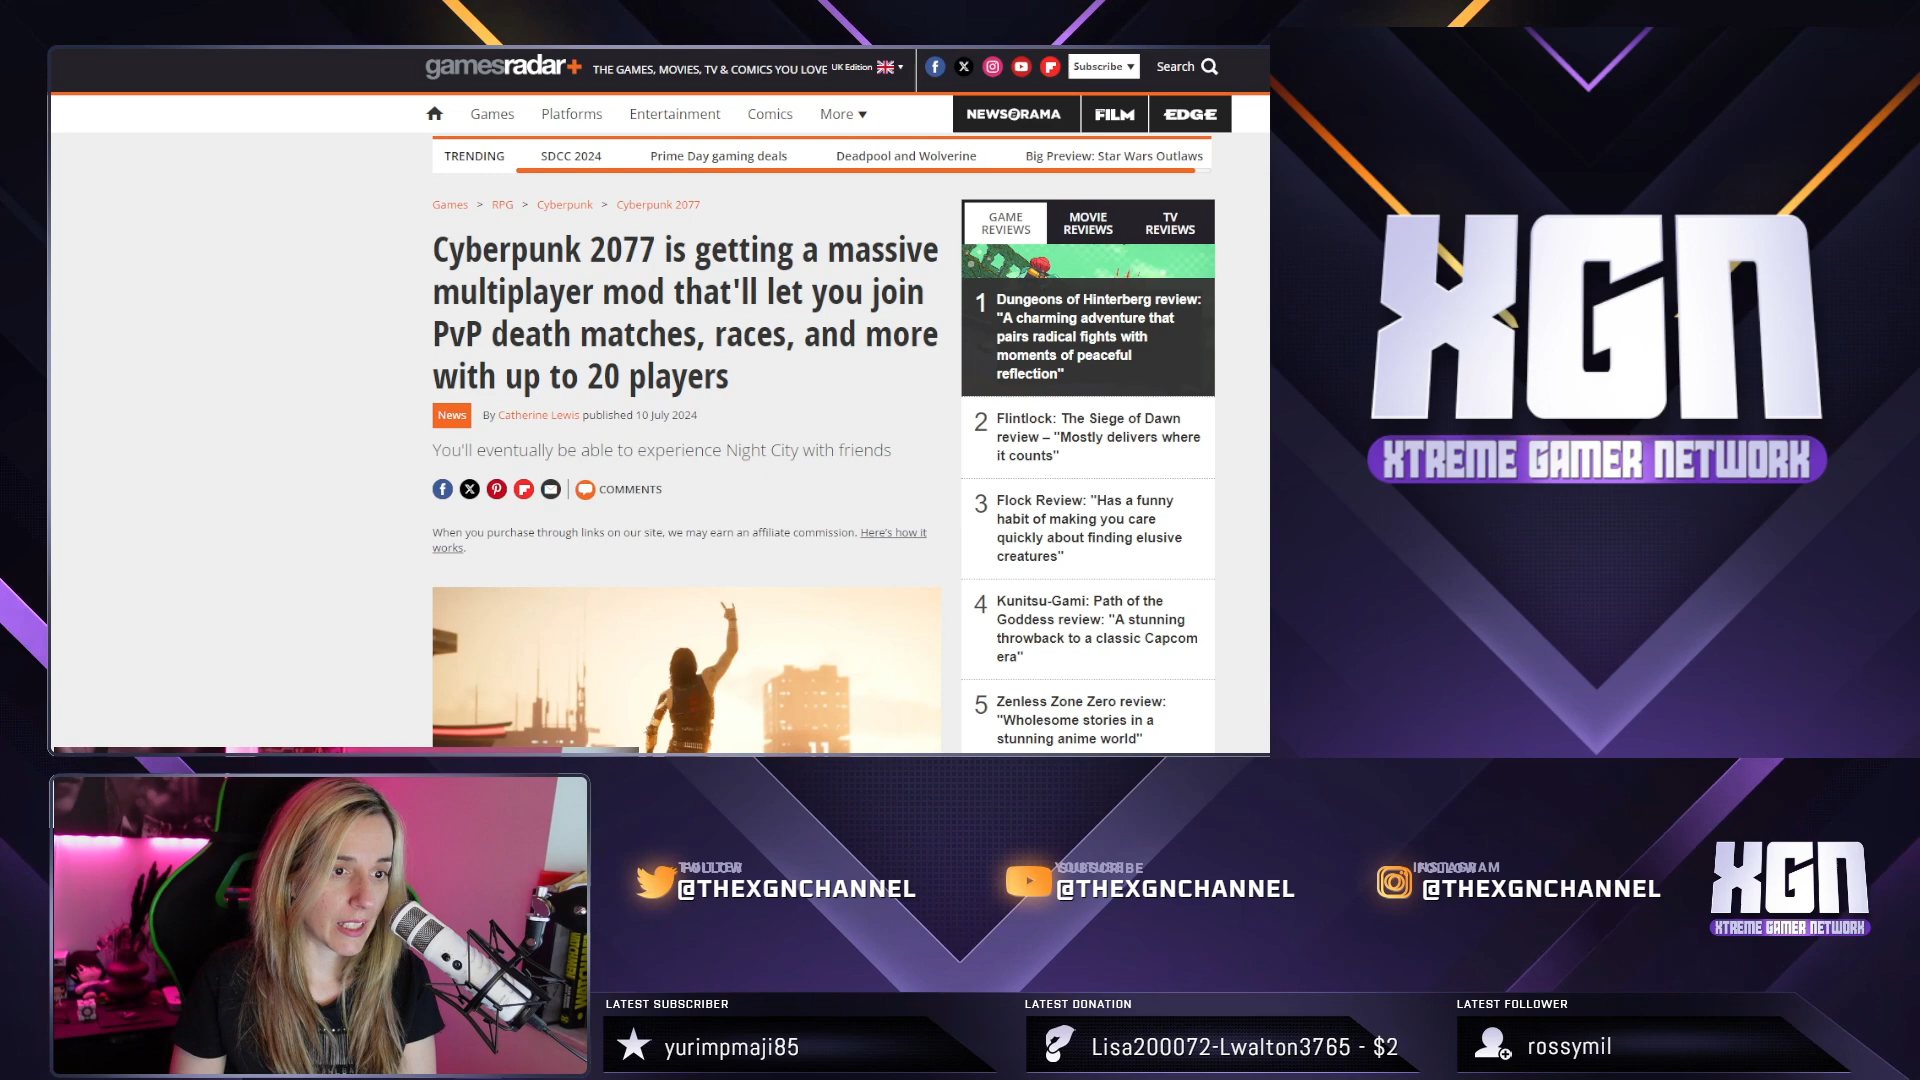 gamesradar+ THE GAMES, MOVIES, TV & COMICS YOU LOVE UK Edition
Subscribe ▼
Search
Games Platforms Entertainment Comics More ▼
NEWS@RAMA FILM EDGE
TRENDING SDCC 2024 Prime Day gaming deals Deadpool and Wolverine Big Preview: Star Wars Outlaws
Games > RPG > Cyberpunk > Cyberpunk 2077
Cyberpunk 2077 is getting a massive
multiplayer mod that'll let you join
PvP death matches, races, and more
with up to 20 players
News By Catherine Lewis published 10 July 2024
You'll eventually be able to experience Night City with friends
COMMENTS
When you purchase through links on our site, we may earn an affiliate commission. Here's how it
works.
GAME
REVIEWS
MOVIE
REVIEWS
TV
REVIEWS
1 Dungeons of Hinterberg review:
"A charming adventure that
pairs radical fights with
moments of peaceful
reflection"
2 Flintlock: The Siege of Dawn
review – "Mostly delivers where
it counts"
3 Flock Review: "Has a funny
habit of making you care
quickly about finding elusive
creatures"
4 Kunitsu-Gami: Path of the
Goddess review: "A stunning
throwback to a classic Capcom
era"
5 Zenless Zone Zero review:
"Wholesome stories in a
stunning anime world"
XGN
XTREME GAMER NETWORK
@THEXGNCHANNEL
@THEXGNCHANNEL
@THEXGNCHANNEL
XGN
XTREME GAMER NETWORK
LATEST SUBSCRIBER
yurimpmaji85
LATEST DONATION
Lisa200072-Lwalton3765 - $2
LATEST FOLLOWER
rossymil